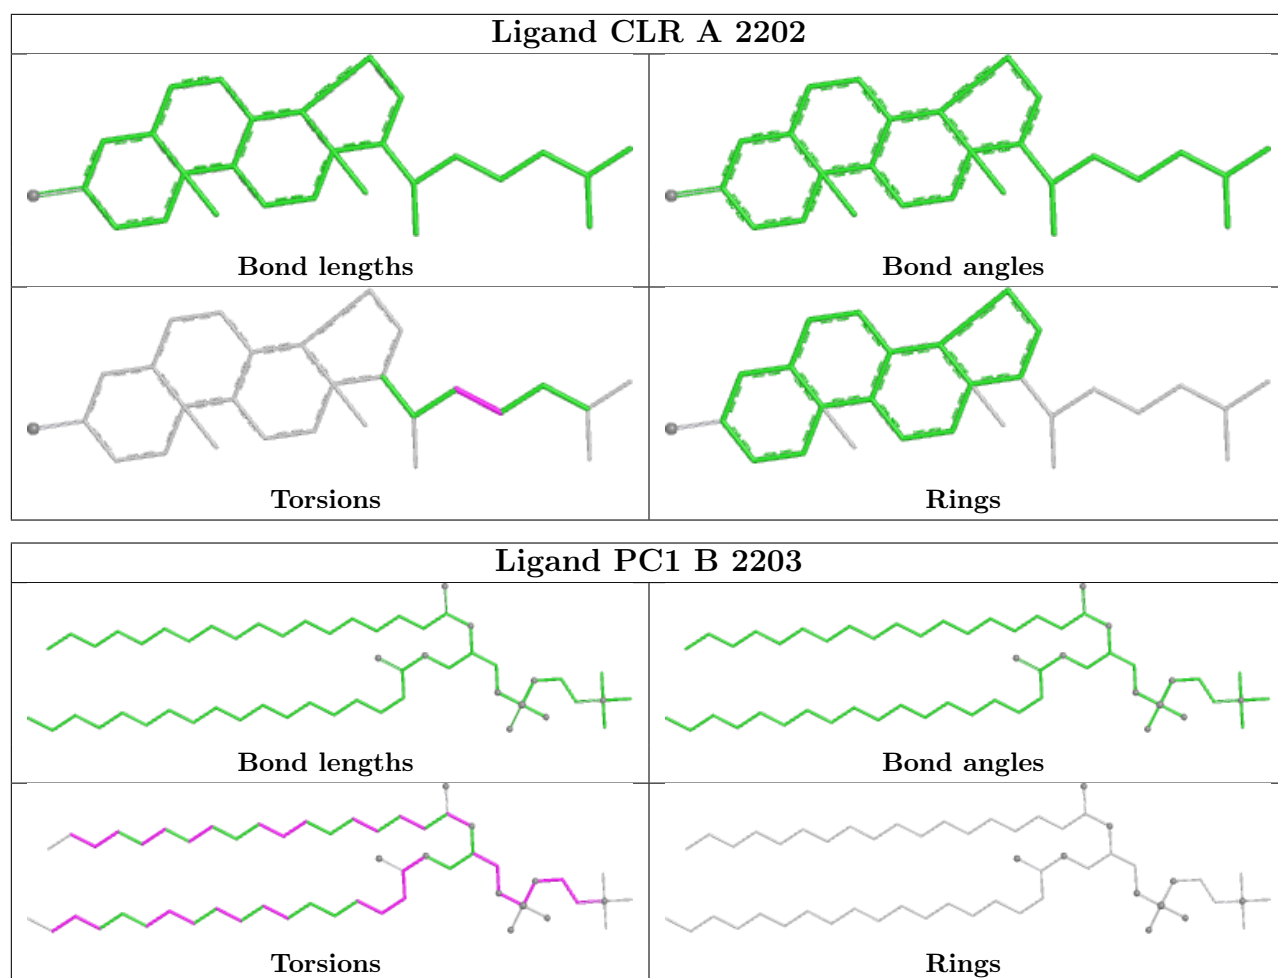 Ligand CLR A 2202
Bond lengths
Bond angles
Torsions
Rings
Ligand PC1 B 2203
Bond lengths
Bond angles
Torsions
Rings